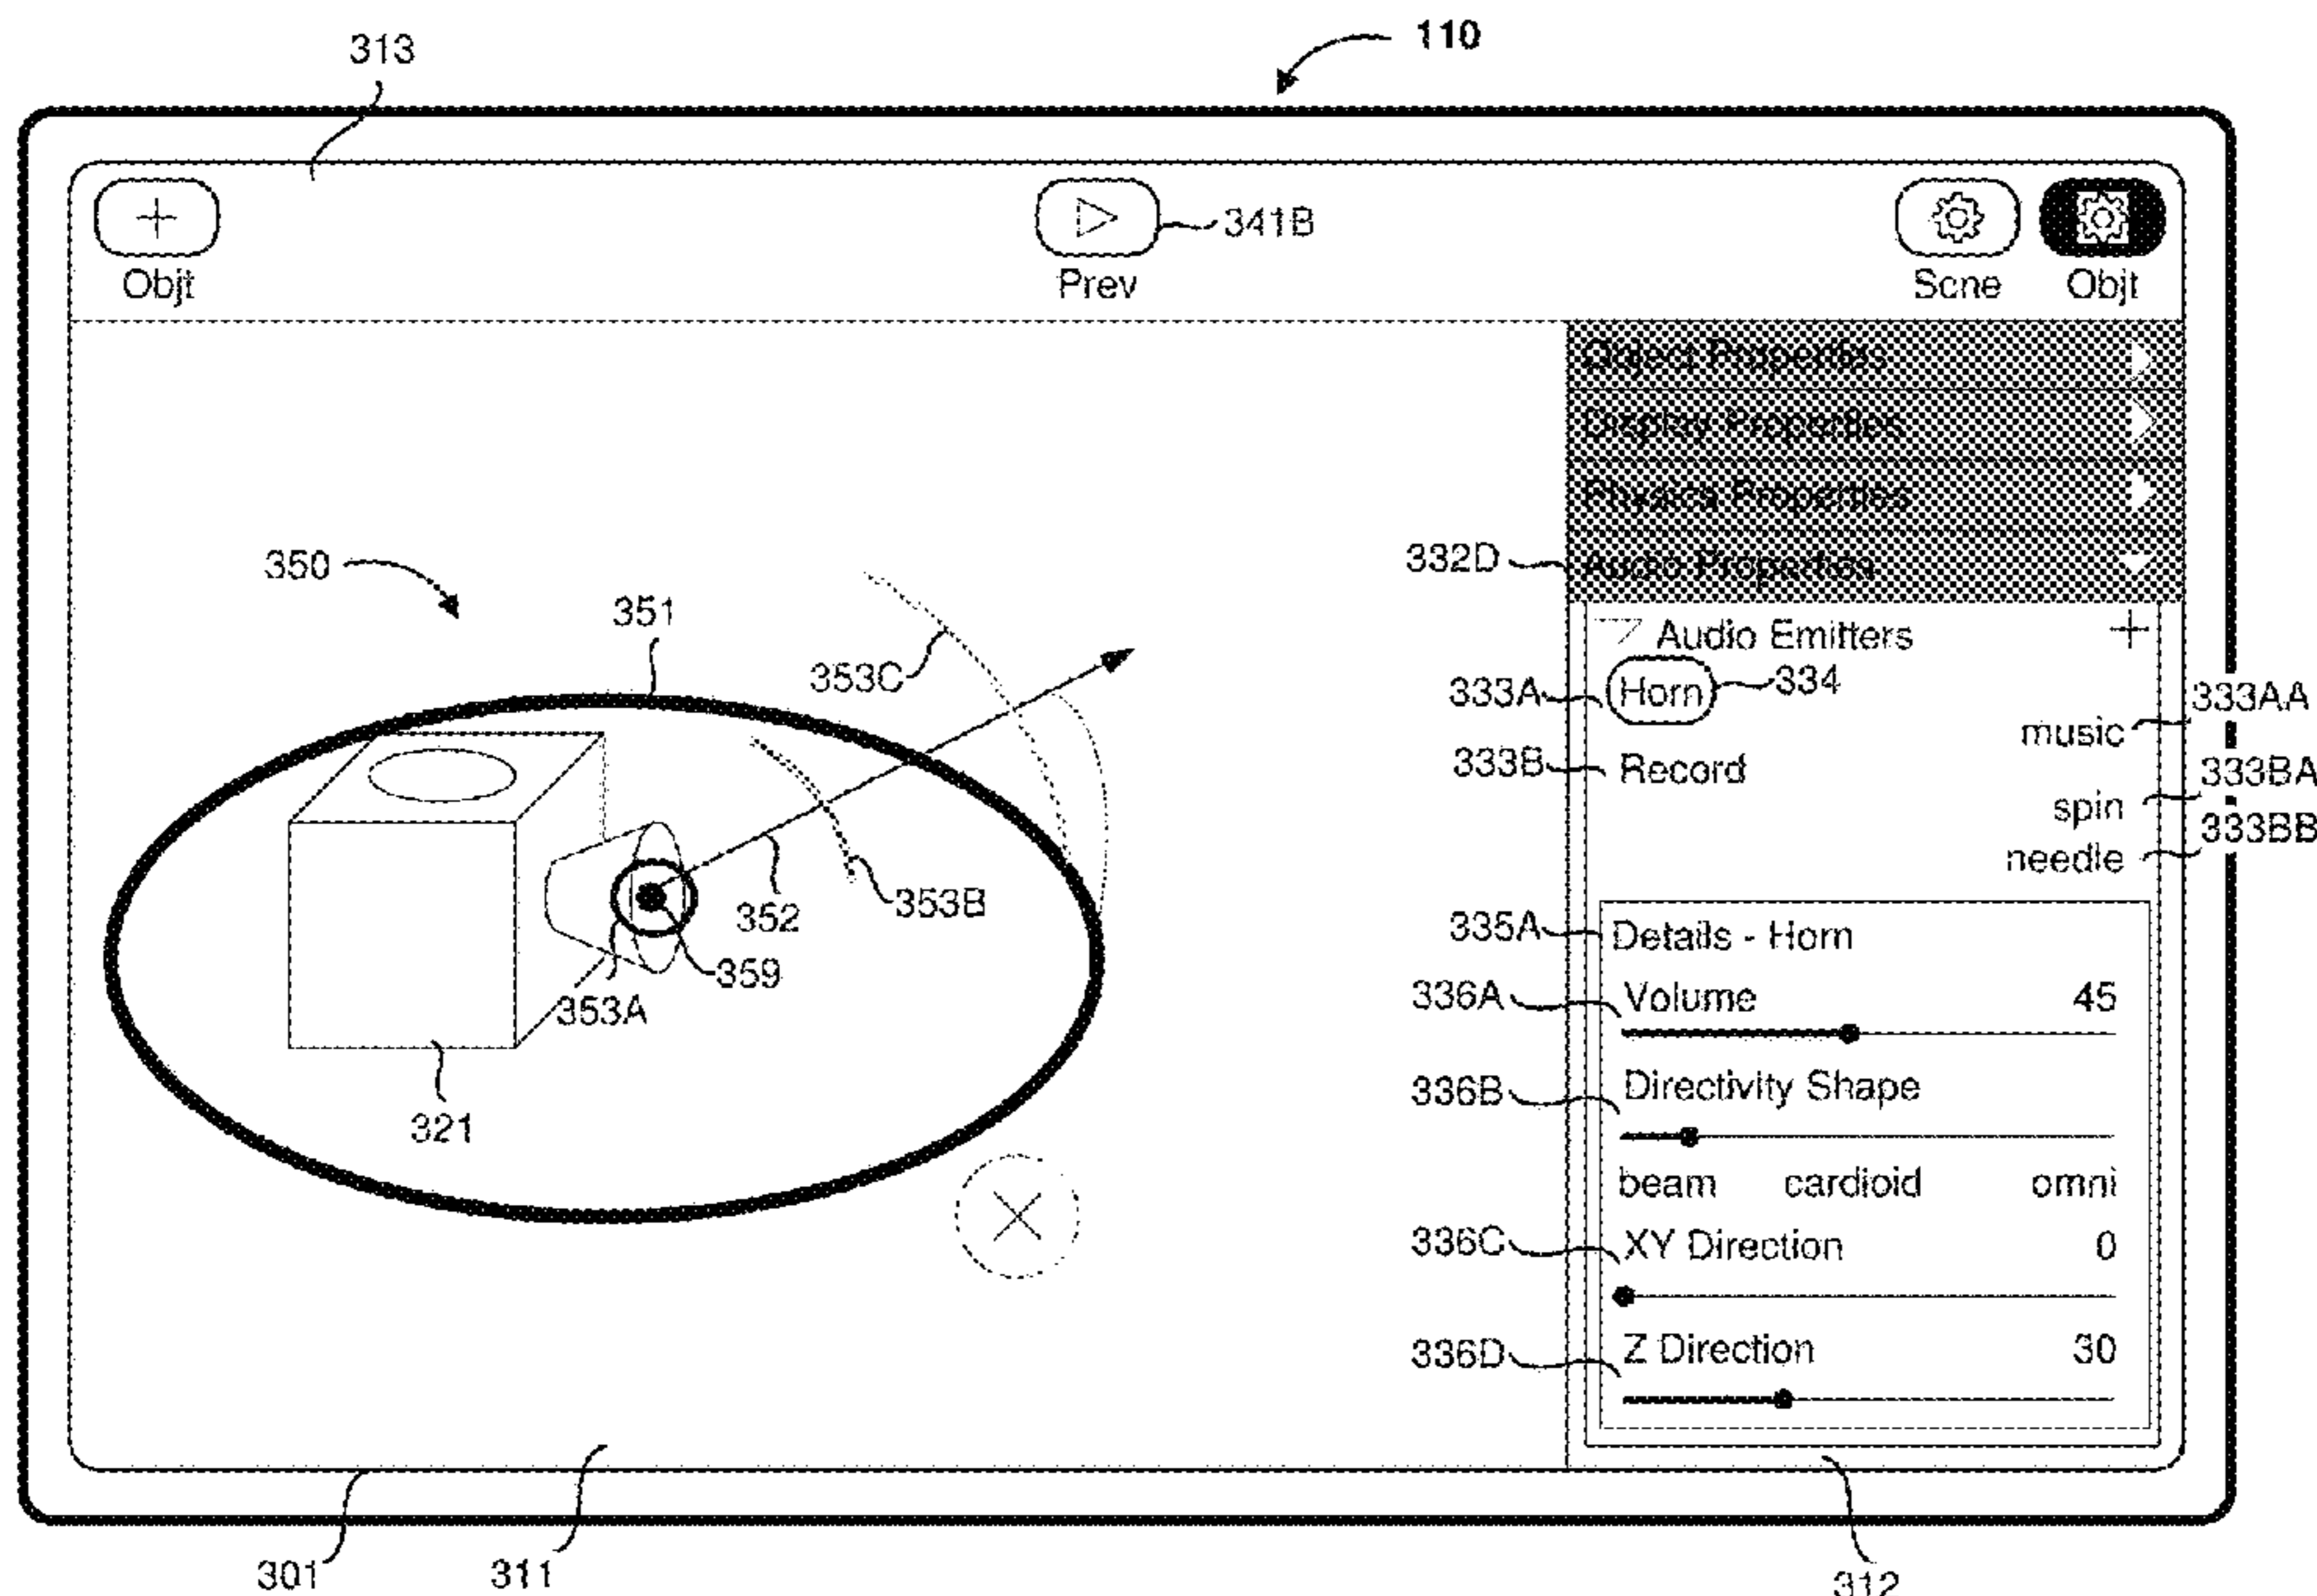 110
313
341B
Objt
Prev
Scne
Objt
Object Properties
Display Properties
Physics Properties
332D
Audio Properties
350
351
353C
Audio Emitters
333A
Horn
334
333AA
music
333B
Record
333BA
spin
333BB
needle
352
353B
359
353A
321
335A
Details - Horn
336A
Volume 45
336B
Directivity Shape
beam cardioid omni
336C
XY Direction 0
336D
Z Direction 30
301
311
312